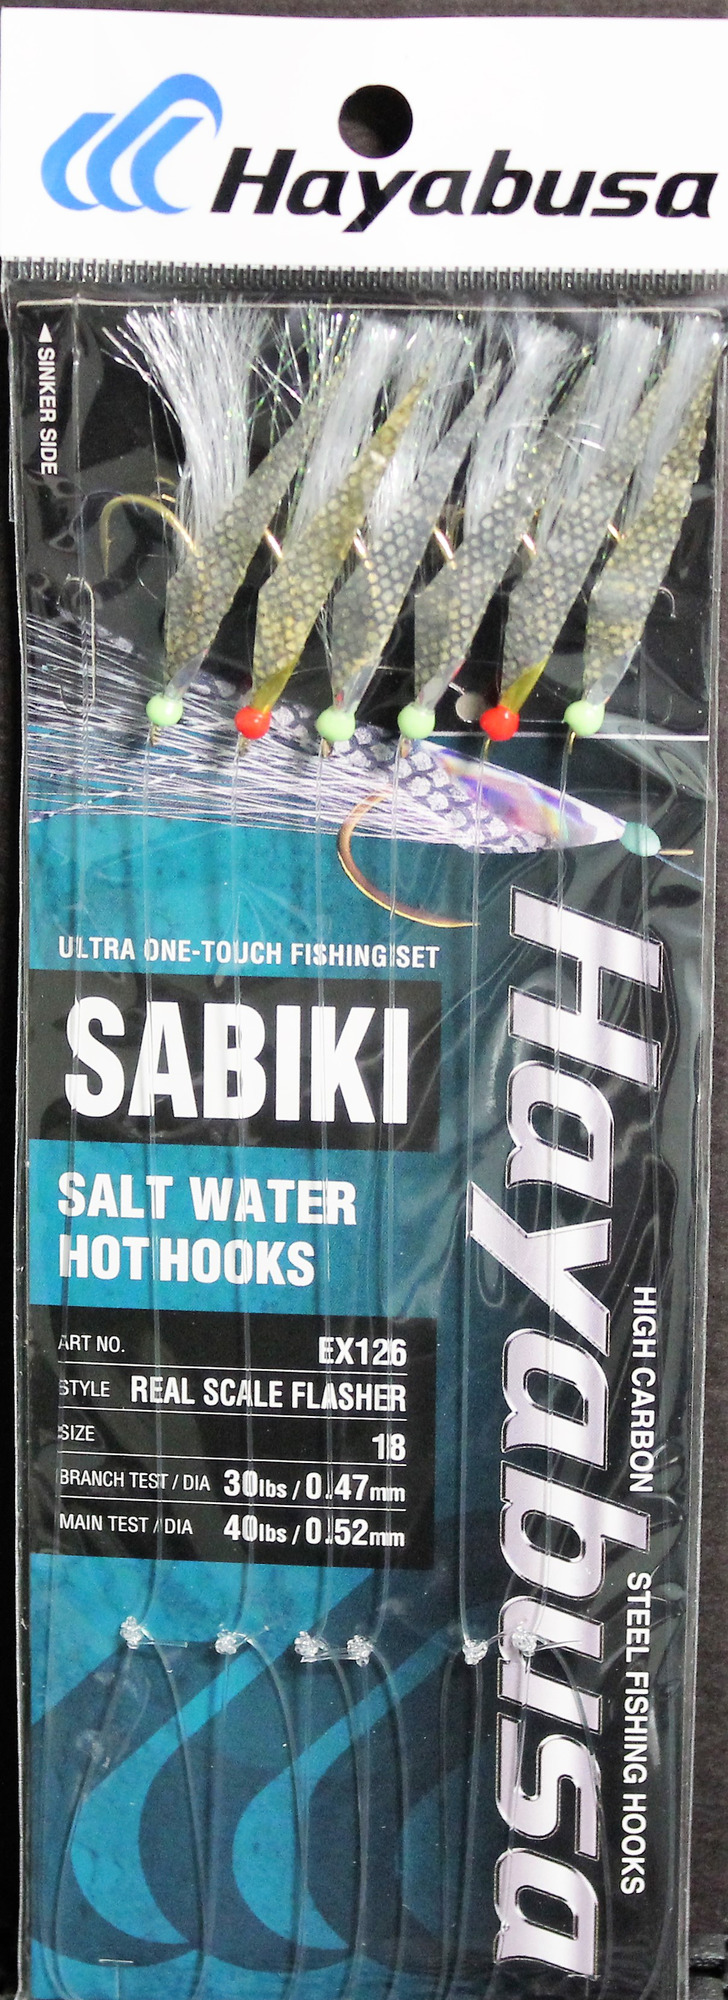 Hayabusa
◀ SINKER SIDE
ULTRA ONE-TOUCH FISHING SET
SABIKI
SALT WATER
HOT HOOKS
ART NO. EX126
STYLE REAL SCALE FLASHER
SIZE 18
BRANCH TEST / DIA 30lbs / 0.47mm
MAIN TEST / DIA 40lbs / 0.52mm
Hayabusa
HIGH CARBON STEEL FISHING HOOKS